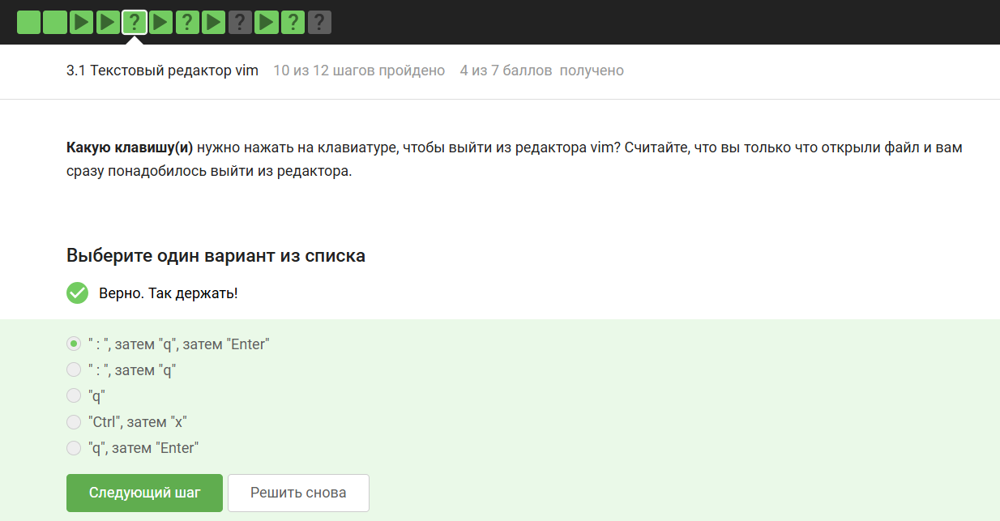 ? ? ? ? ?
3.1 Текстовый редактор vim 10 из 12 шагов пройдено 4 из 7 баллов получено
Какую клавишу(и) нужно нажать на клавиатуре, чтобы выйти из редактора vim? Считайте, что вы только что открыли файл и вам
сразу понадобилось выйти из редактора.
Выберите один вариант из списка
Верно. Так держать!
" : ", затем "q", затем "Enter"
" : ", затем "q"
"q"
"Ctrl", затем "x"
"q", затем "Enter"
Следующий шаг Решить снова